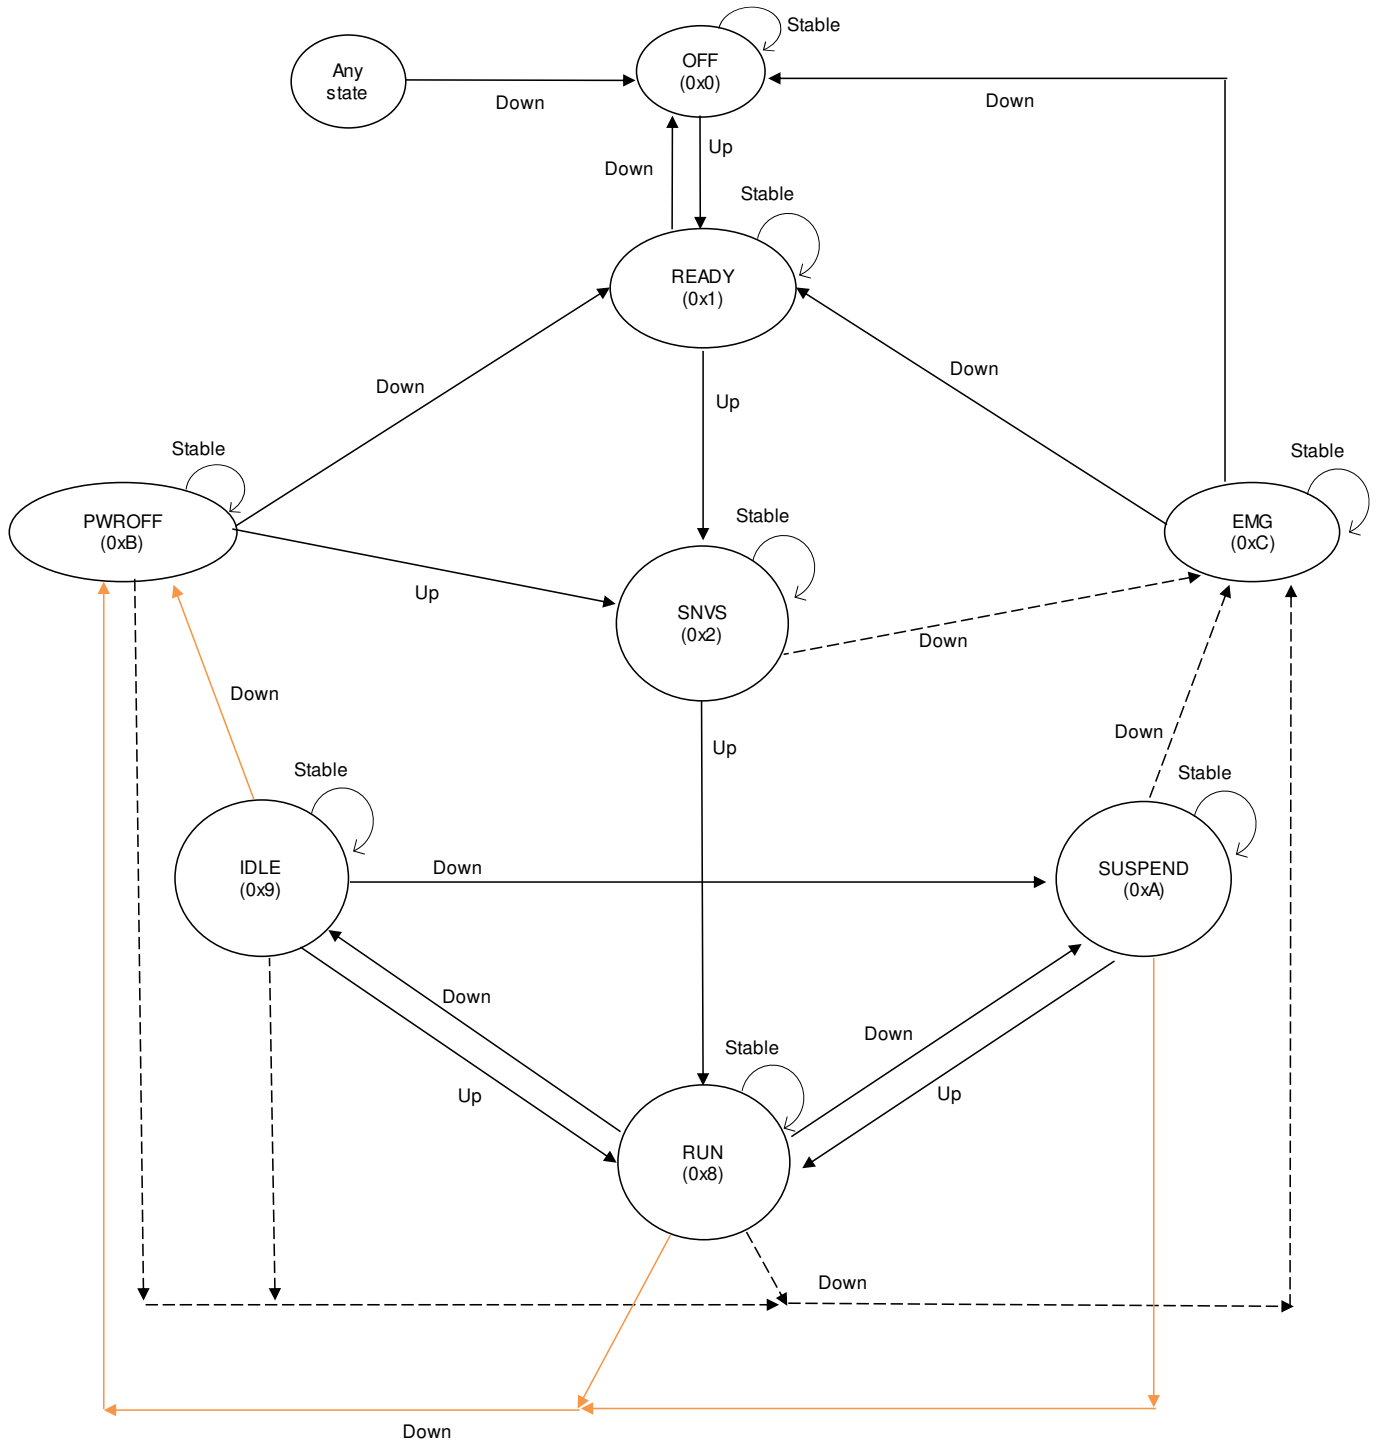 Stable
OFF
(0x0)
Any
state
Down
Down
Up
Down
Stable
READY
(0x1)
Down
Down
Up
Stable
Stable
Stable
PWROFF
(0xB)
EMG
(0xC)
Up
SNVS
(0x2)
Down
Down
Up
Down
Stable
Stable
IDLE
(0x9)
Down
SUSPEND
(0xA)
Down
Down
Stable
Up
Up
RUN
(0x8)
Down
Down